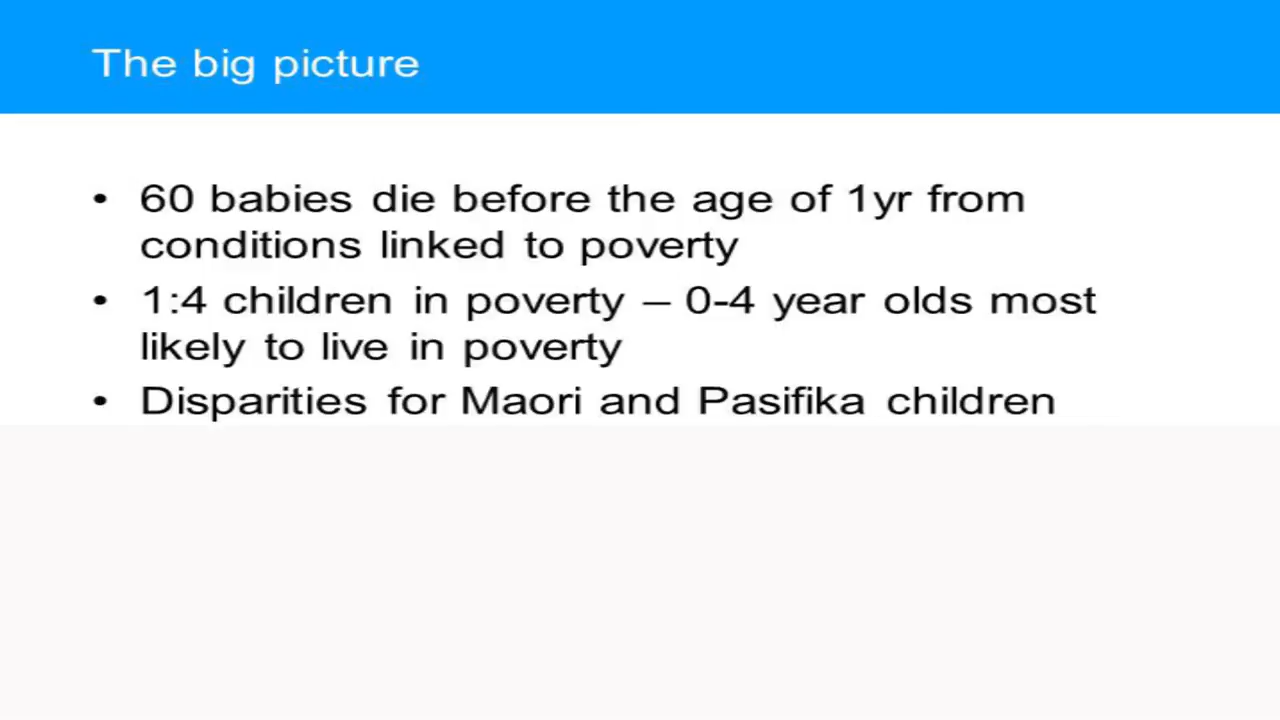 The big picture
• 60 babies die before the age of 1yr from
conditions linked to poverty
• 1:4 children in poverty – 0-4 year olds most
likely to live in poverty
• Disparities for Maori and Pasifika children